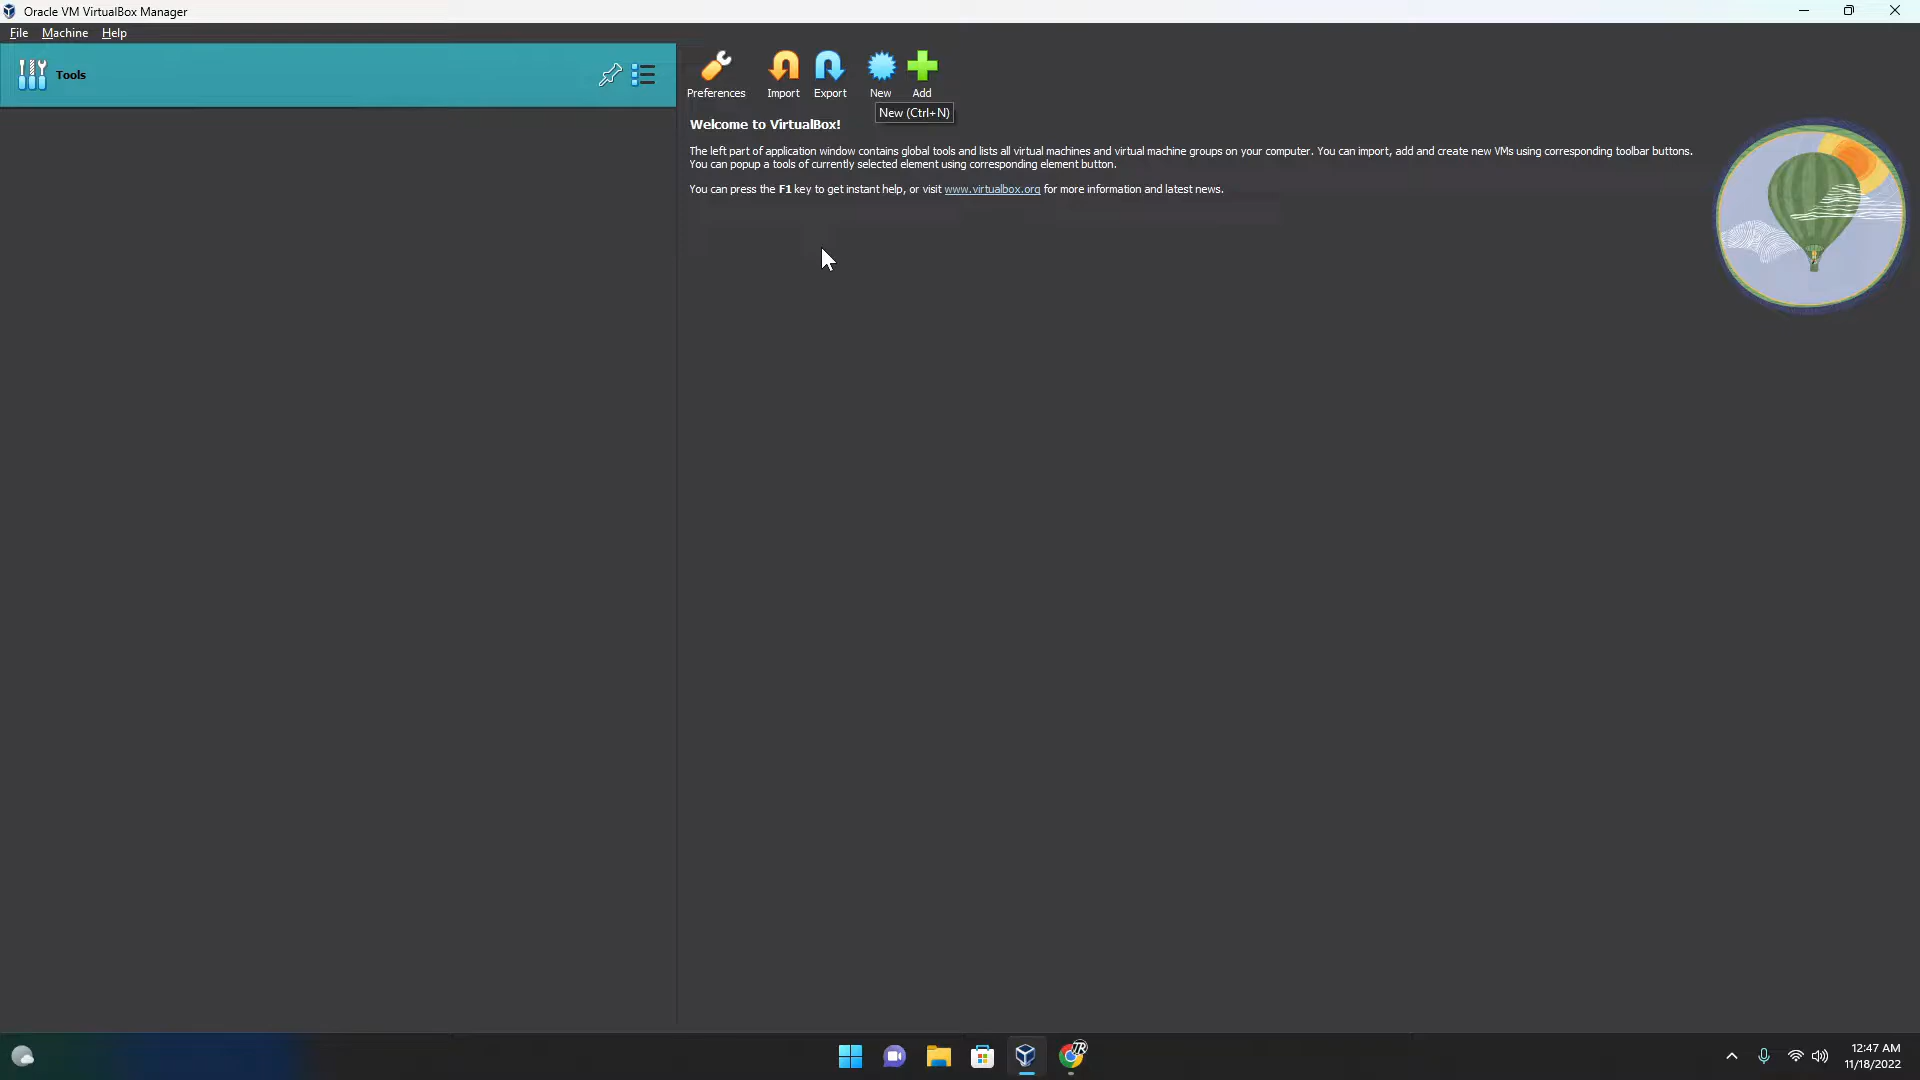 Oracle VM VirtualBox Manager
File Machine Help
Tools
Preferences Import Export New Add
New (Ctrl+N)
Welcome to VirtualBox!
The left part of application window contains global tools and lists all virtual machines and virtual machine groups on your computer. You can import, add and create new VMs using corresponding toolbar buttons.
You can popup a tools of currently selected element using corresponding element button.
You can press the F1 key to get instant help, or visit www.virtualbox.org for more information and latest news.
12:47 AM
11/18/2022